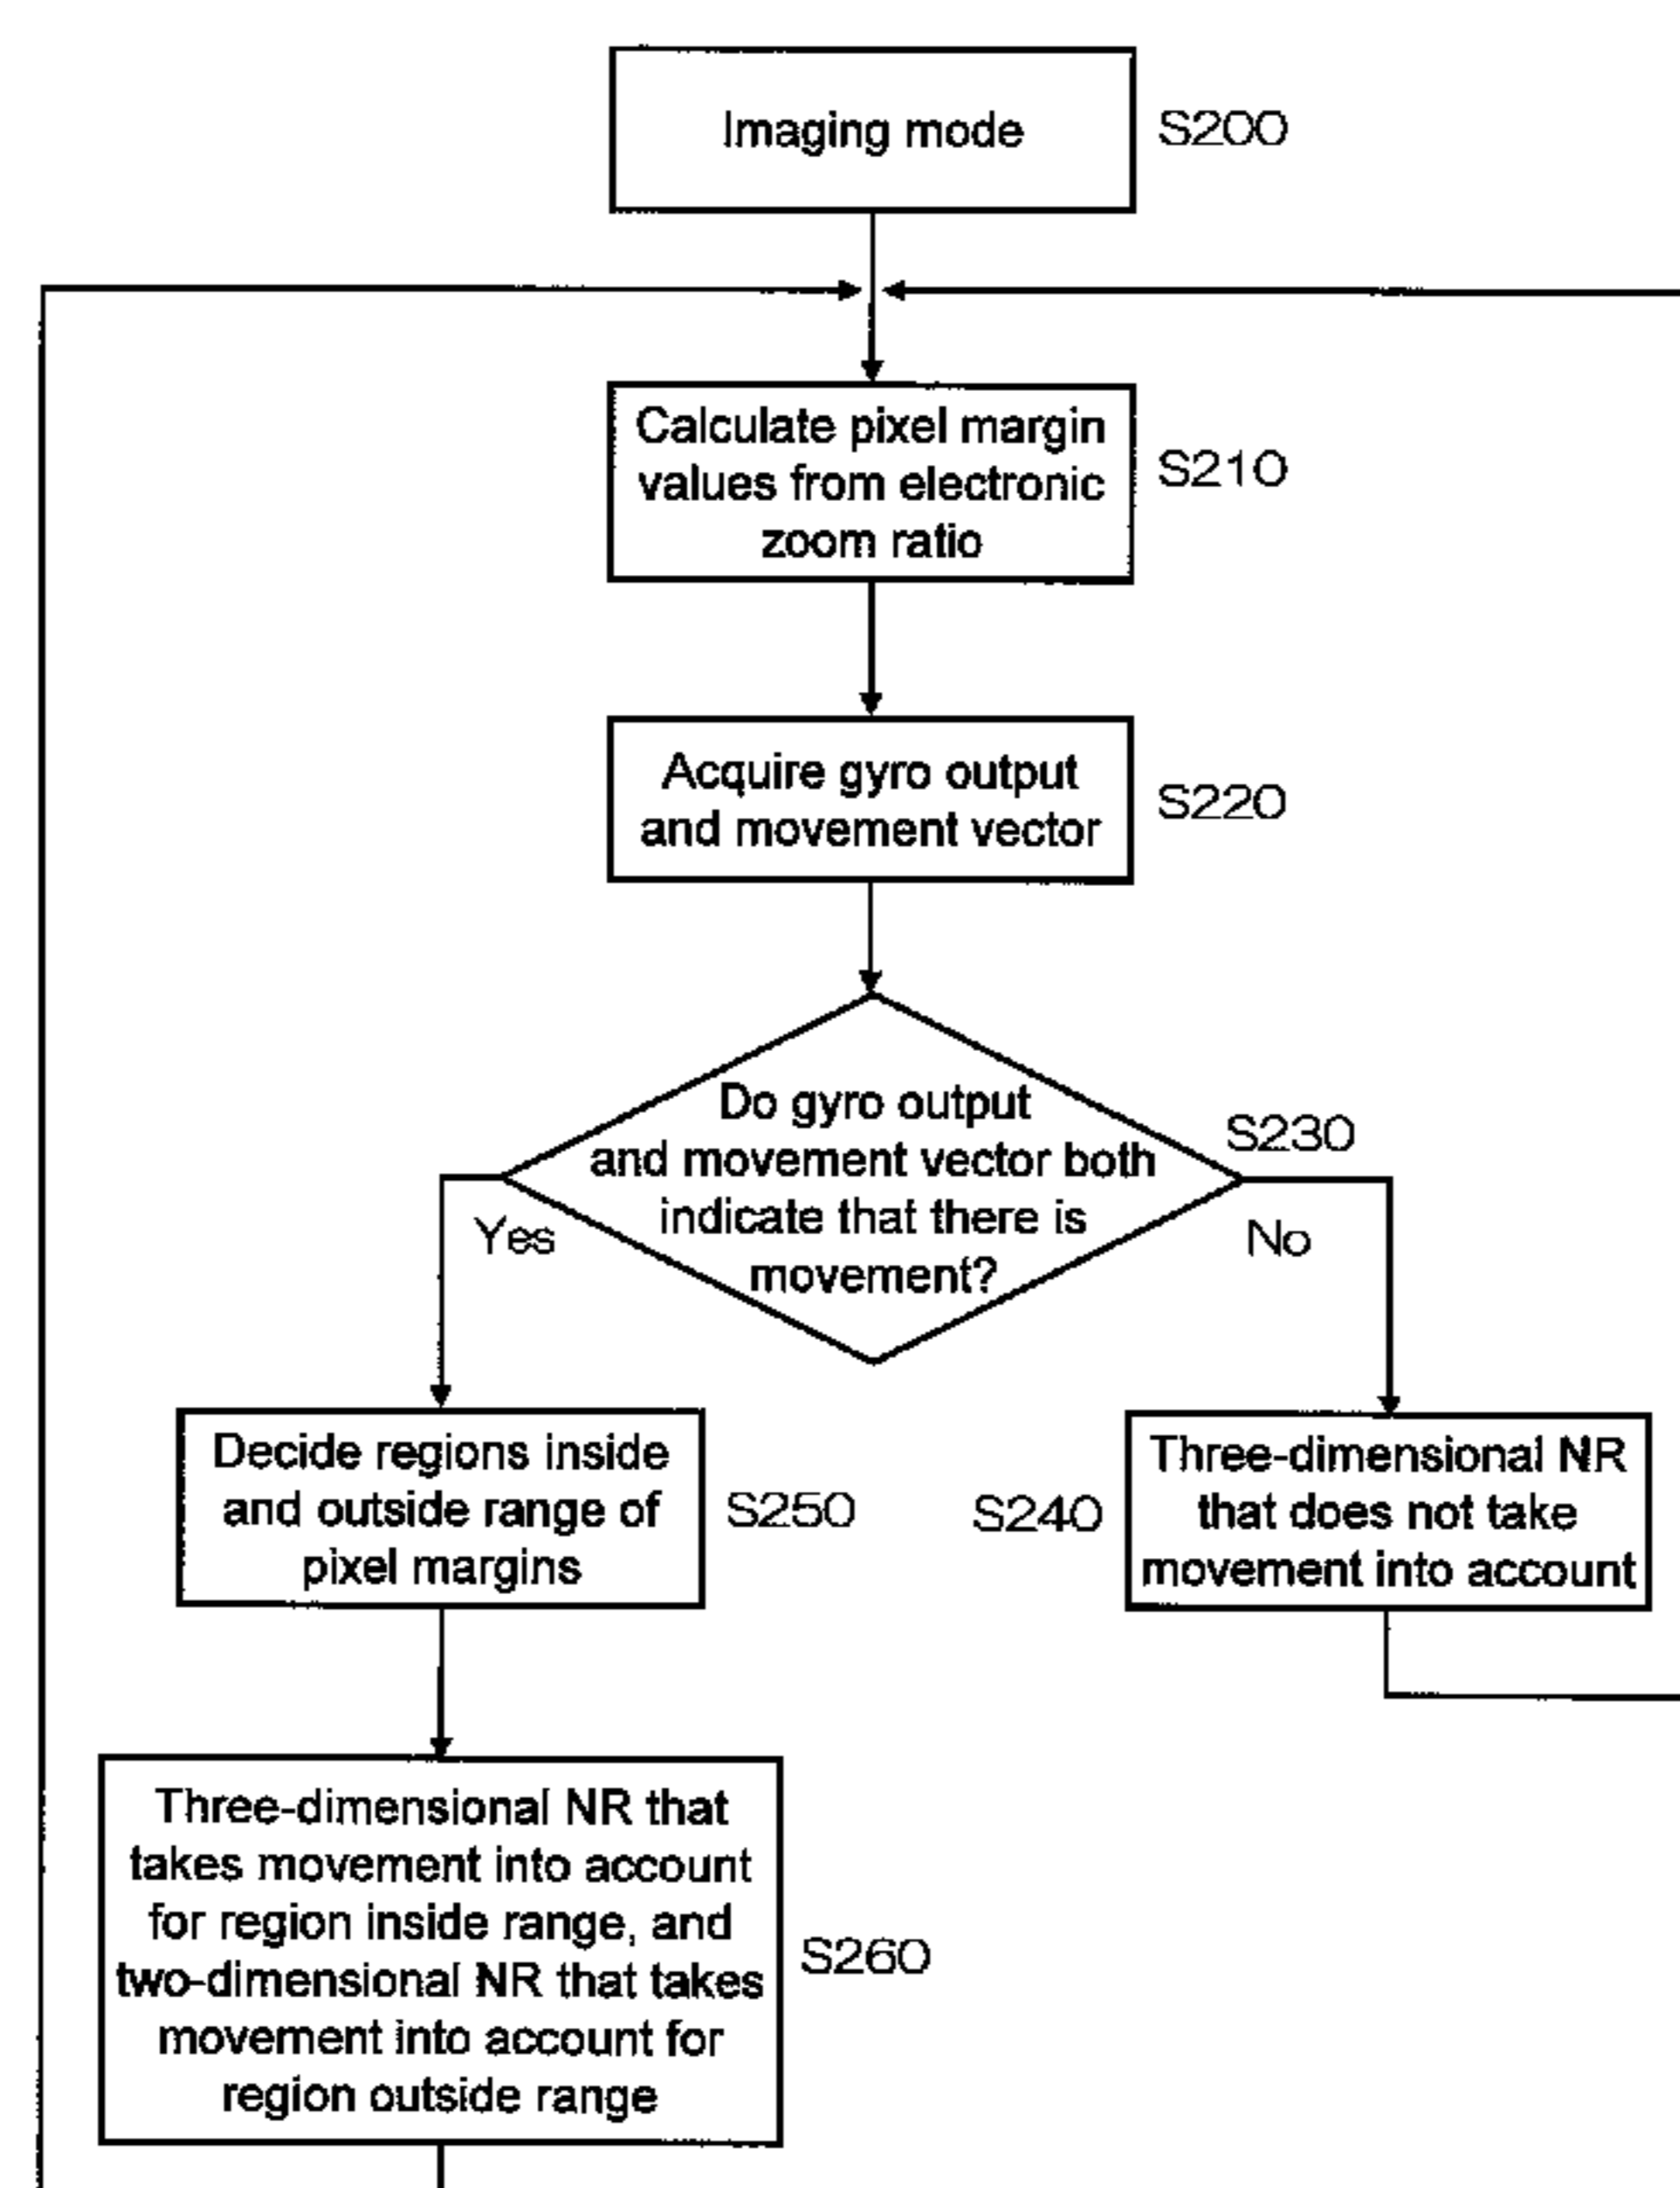 Imaging mode
S200
Calculate pixel margin
values from electronic
zoom ratio
S210
Acquire gyro output
and movement vector
S220
Do gyro output
and movement vector both
indicate that there is
movement?
S230
Yes
No
Decide regions inside
and outside range of
pixel margins
S250
S240
Three-dimensional NR
that does not take
movement into account
Three-dimensional NR that
takes movement into account
for region inside range, and
two-dimensional NR that takes
movement into account for
region outside range
S260